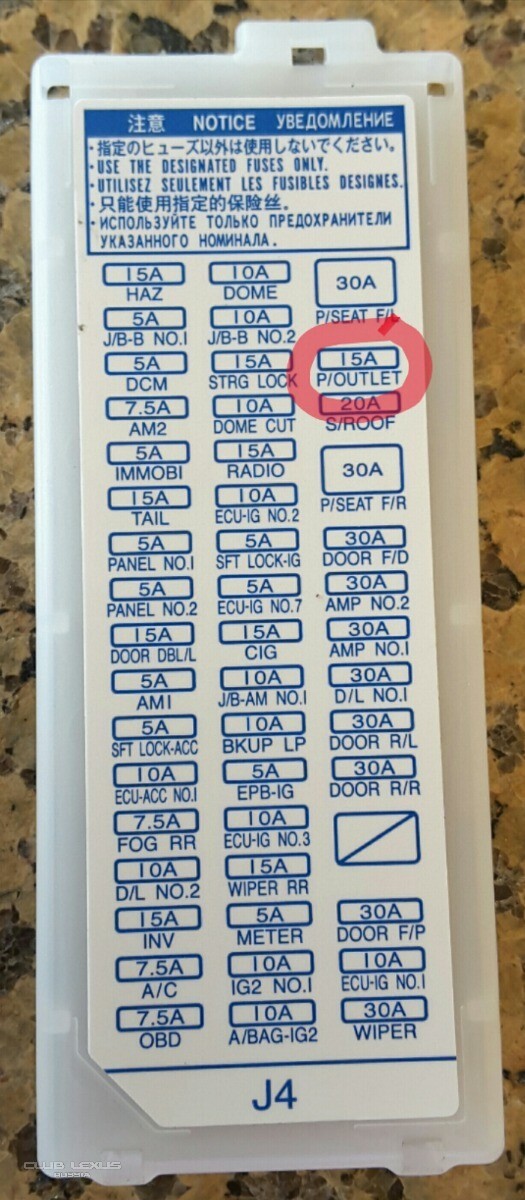 注意 NOTICE УВЕДОМЛЕНИЕ
・指定のヒューズ以外は使用しないでください。
・USE THE DESIGNATED FUSES ONLY.
・UTILISEZ SEULEMENT LES FUSIBLES DESIGNES.
・只能使用指定的保险丝.
・ИСПОЛЬЗУЙТЕ ТОЛЬКО ПРЕДОХРАНИТЕЛИ
УКАЗАННОГО НОМИНАЛА.
15A 10A 30A
HAZ DOME P/SEAT F/L
5A 10A
J/B-B NO.1 J/B-B NO.2
5A 15A 15A
DCM STRG LOCK P/OUTLET
7.5A 10A 20A
AM2 DOME CUT S/ROOF
5A 15A 30A
IMMOBI RADIO P/SEAT F/R
15A 10A
TAIL ECU-IG NO.2
5A 5A 30A
PANEL NO.1 SFT LOCK-IG DOOR F/D
5A 5A 30A
PANEL NO.2 ECU-IG NO.7 AMP NO.2
15A 15A 30A
DOOR DBL/L CIG AMP NO.1
5A 10A 30A
AM1 J/B-AM NO.1 D/L NO.1
5A 10A 30A
SFT LOCK-ACC BKUP LP DOOR R/L
10A 5A 30A
ECU-ACC NO.1 EPB-IG DOOR R/R
7.5A 10A
FOG RR ECU-IG NO.3
10A 15A
D/L NO.2 WIPER RR
15A 5A 30A
INV METER DOOR F/P
7.5A 10A 10A
A/C IG2 NO.1 ECU-IG NO.1
7.5A 10A 30A
OBD A/BAG-IG2 WIPER
J4
CLUB LEXUS
RUSSIA